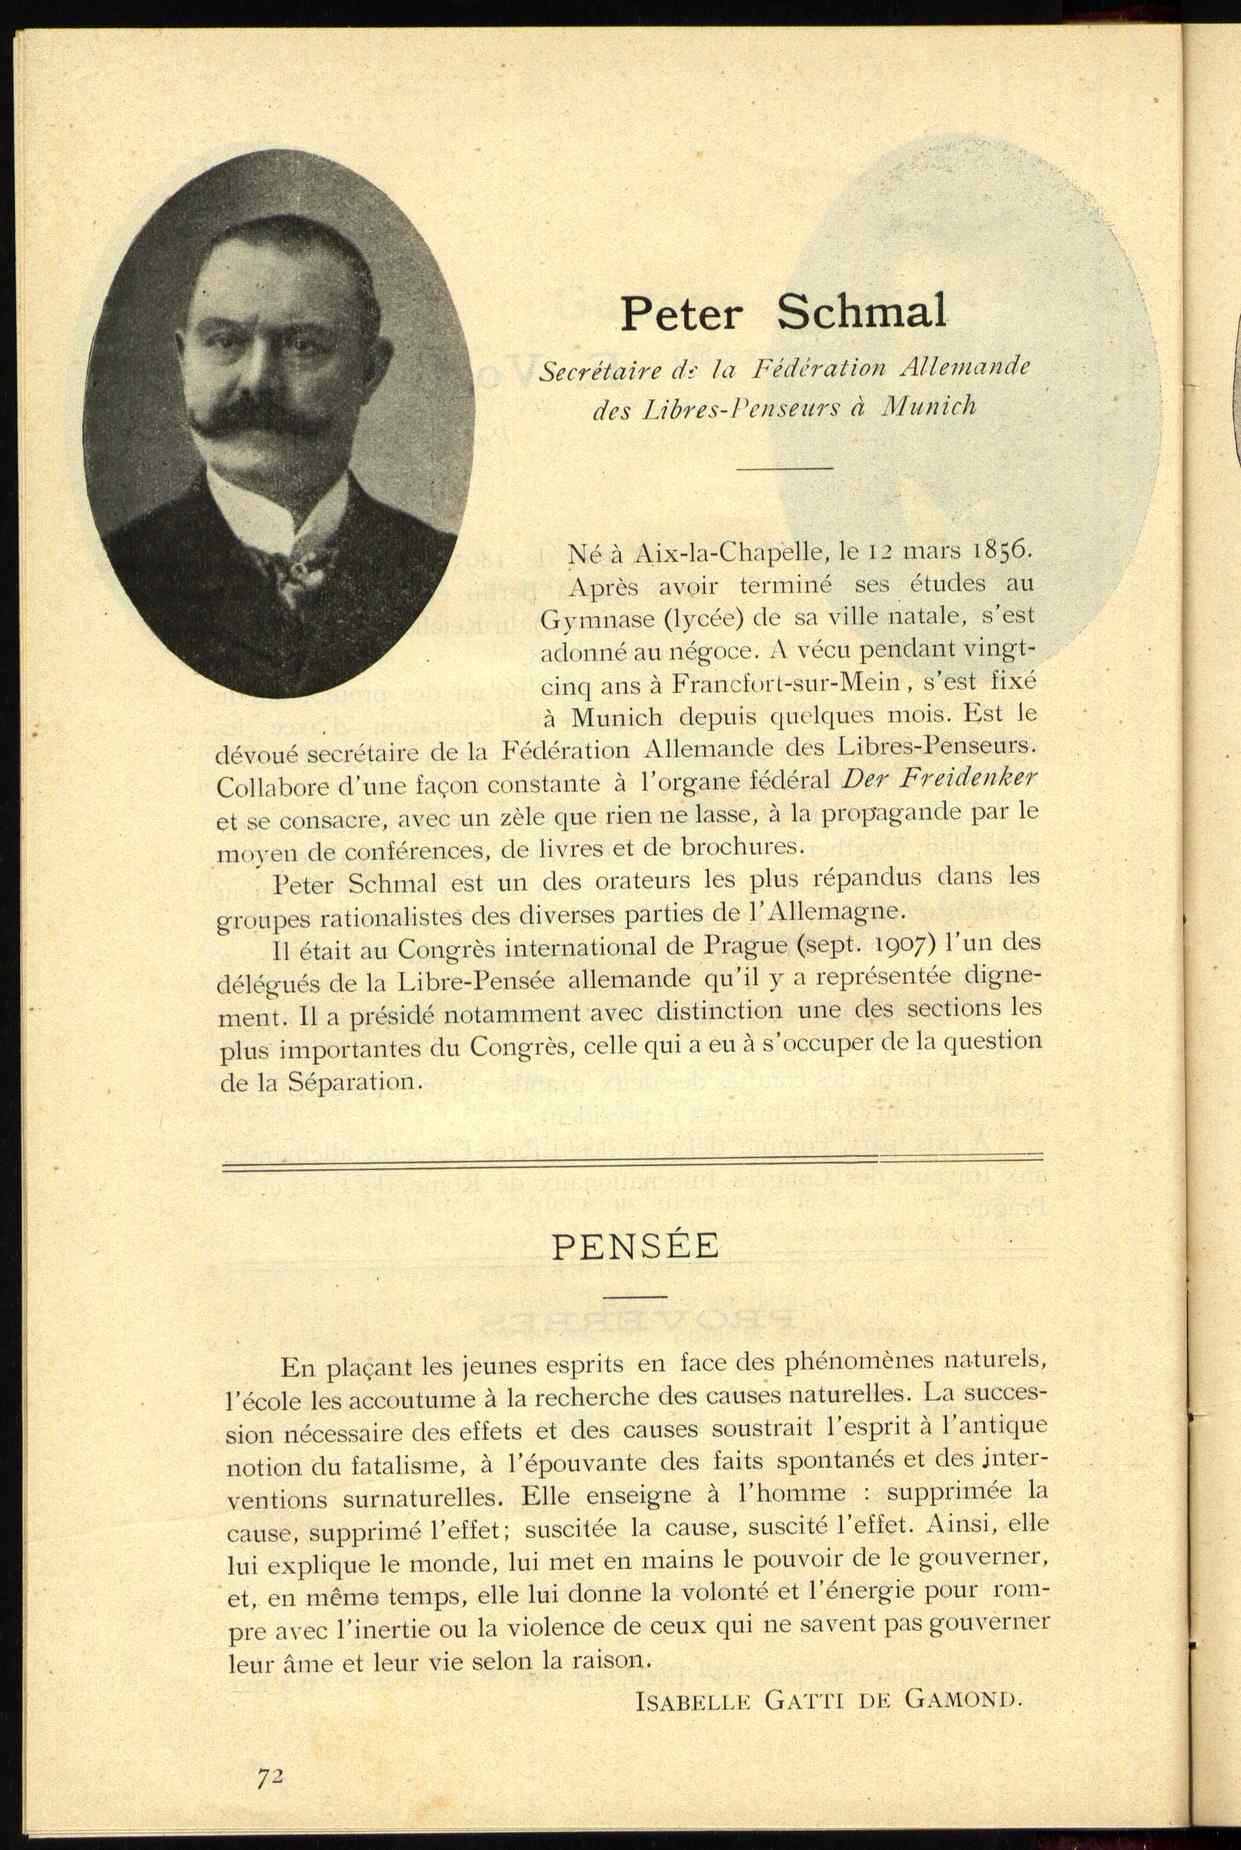 Peter Schmal
Secrétaire de la Fédération Allemande
des Libres-Penseurs à Munich
Né à Aix-la-Chapelle, le 12 mars 1856.
Après avoir terminé ses études au
Gymnase (lycée) de sa ville natale, s'est
adonné au négoce. A vécu pendant vingt-
cinq ans à Francfort-sur-Mein, s'est fixé
à Munich depuis quelques mois. Est le
dévoué secrétaire de la Fédération Allemande des Libres-Penseurs.
Collabore d'une façon constante à l'organe fédéral Der Freidenker
et se consacre, avec un zèle que rien ne lasse, à la propagande par le
moyen de conférences, de livres et de brochures.
Peter Schmal est un des orateurs les plus répandus dans les
groupes rationalistes des diverses parties de l'Allemagne.
Il était au Congrès international de Prague (sept. 1907) l'un des
délégués de la Libre-Pensée allemande qu'il y a représentée digne-
ment. Il a présidé notamment avec distinction une des sections les
plus importantes du Congrès, celle qui a eu à s'occuper de la question
de la Séparation.
PENSÉE
En plaçant les jeunes esprits en face des phénomènes naturels,
l'école les accoutume à la recherche des causes naturelles. La succes-
sion nécessaire des effets et des causes soustrait l'esprit à l'antique
notion du fatalisme, à l'épouvante des faits spontanés et des inter-
ventions surnaturelles. Elle enseigne à l'homme : supprimée la
cause, supprimé l'effet; suscitée la cause, suscité l'effet. Ainsi, elle
lui explique le monde, lui met en mains le pouvoir de le gouverner,
et, en même temps, elle lui donne la volonté et l'énergie pour rom-
pre avec l'inertie ou la violence de ceux qui ne savent pas gouverner
leur âme et leur vie selon la raison.
ISABELLE GATTI DE GAMOND.
72